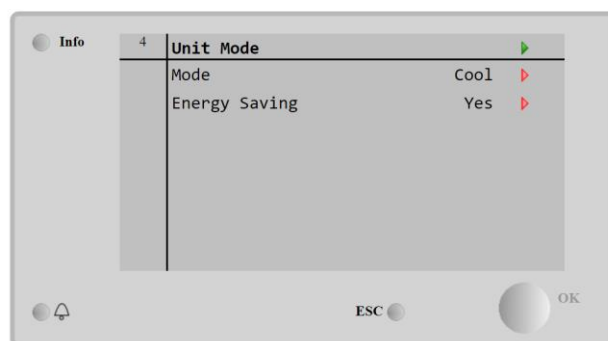 Info
4 Unit Mode
Mode Cool
Energy Saving Yes
ESC
OK